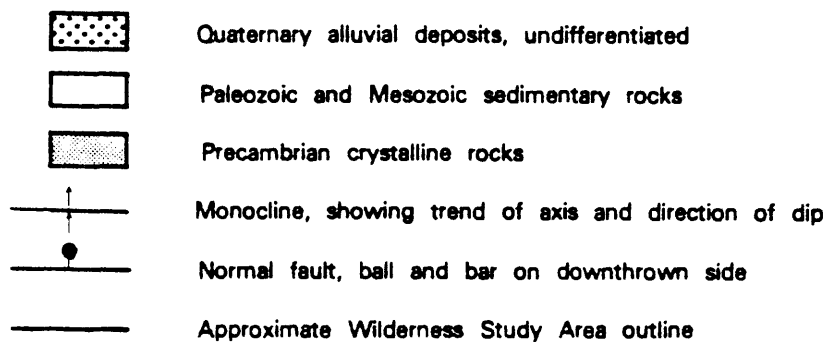 Quaternary alluvial deposits, undifferentiated
Paleozoic and Mesozoic sedimentary rocks
Precambrian crystalline rocks
Monocline, showing trend of axis and direction of dip
Normal fault, ball and bar on downthrown side
Approximate Wilderness Study Area outline